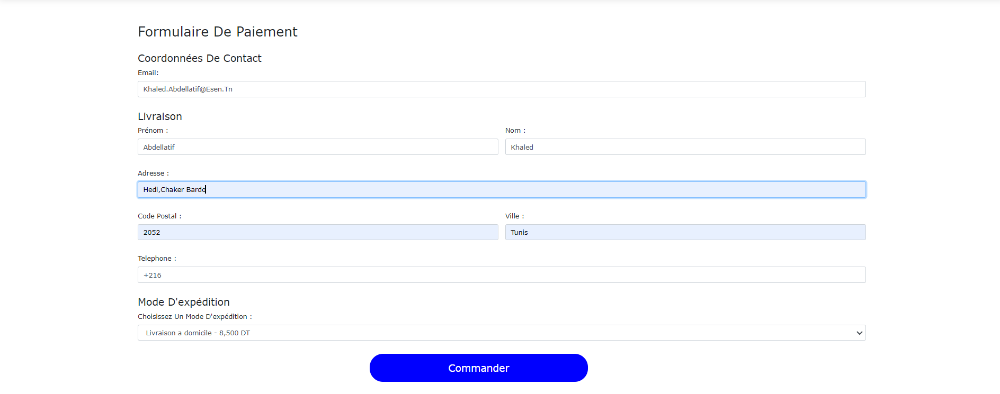 Formulaire De Paiement
Coordonnées De Contact
Email:
Khaled.Abdellatif@Esen.Tn
Livraison
Prénom : Nom :
Abdellatif Khaled
Adresse :
Hedi,Chaker Bardo
Code Postal : Ville :
2052 Tunis
Telephone :
+216
Mode D'expédition
Choisissez Un Mode D'expédition :
Livraison a domicile - 8,500 DT
Commander